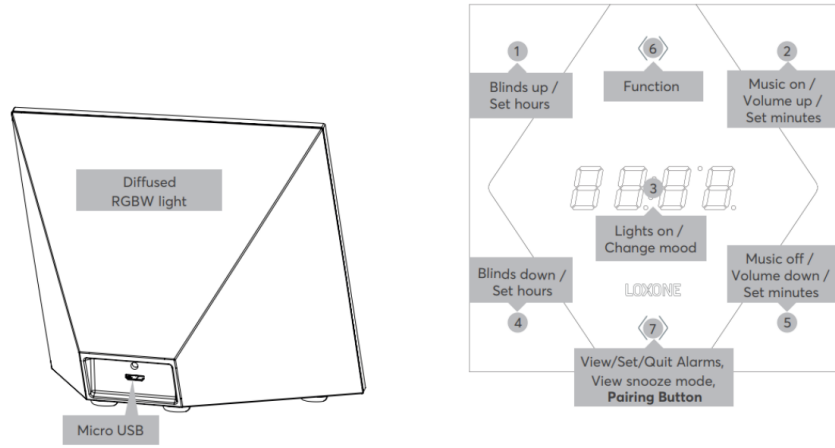 Diffused
RGBW light
Micro USB
1
Blinds up /
Set hours
6
Function
2
Music on /
Volume up /
Set minutes
3
Lights on /
Change mood
Blinds down /
Set hours
4
LOXONE
Music off /
Volume down /
Set minutes
5
7
View/Set/Quit Alarms,
View snooze mode,
Pairing Button